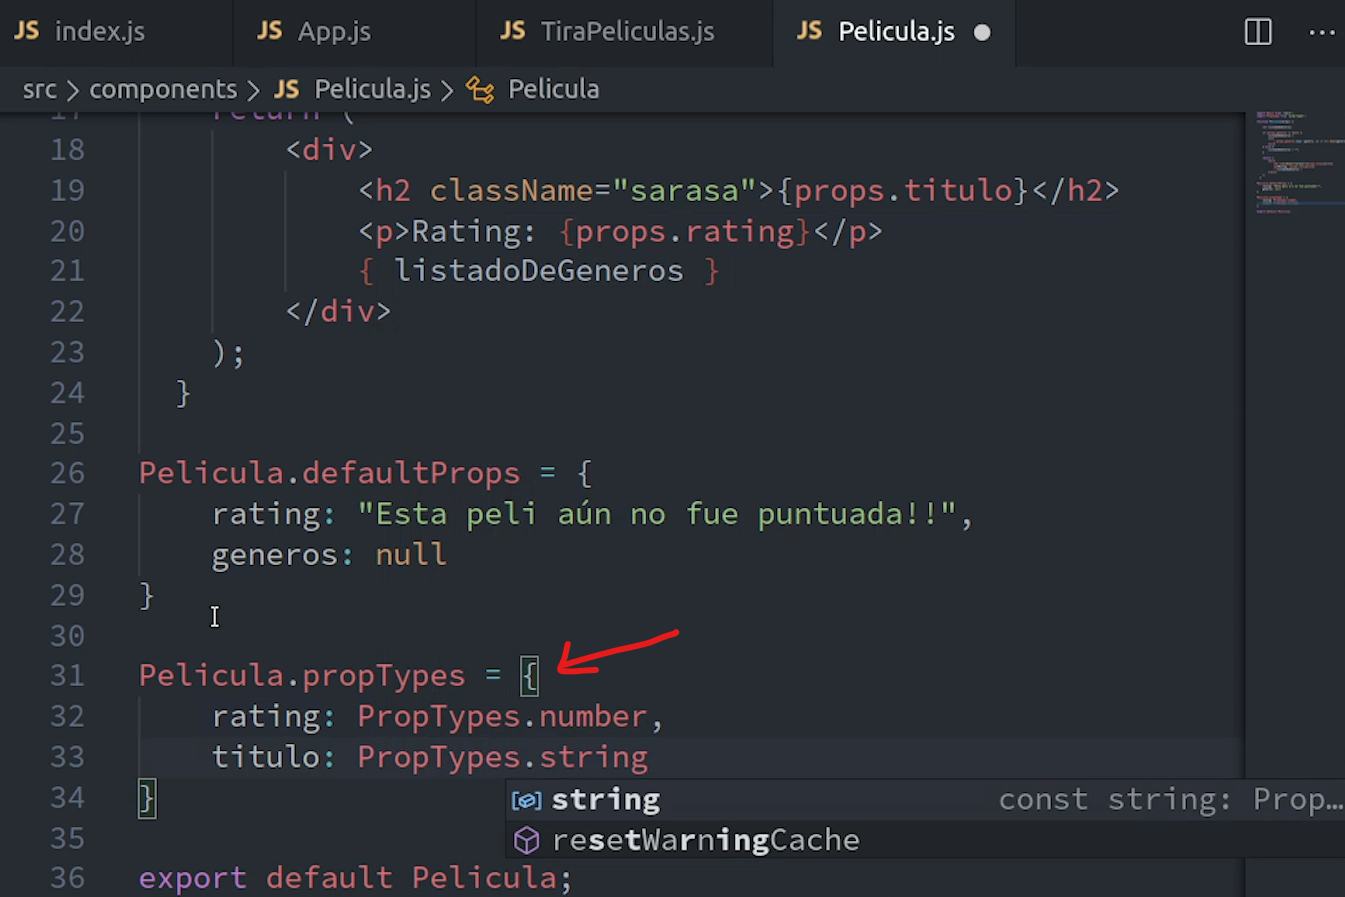 JS index.js
JS App.js
JS TiraPeliculas.js
JS Pelicula.js
src > components > JS Pelicula.js > Pelicula
17 return (
18 <div>
19 <h2 className="sarasa">{props.titulo}</h2>
20 <p>Rating: {props.rating}</p>
21 { listadoDeGeneros }
22 </div>
23 );
24 }
25
26 Pelicula.defaultProps = {
27 rating: "Esta peli aún no fue puntuada!!",
28 generos: null
29 }
30
31 Pelicula.propTypes = {
32 rating: PropTypes.number,
33 titulo: PropTypes.string
34 }
string const string: Prop…
resetWarningCache
35
36 export default Pelicula;